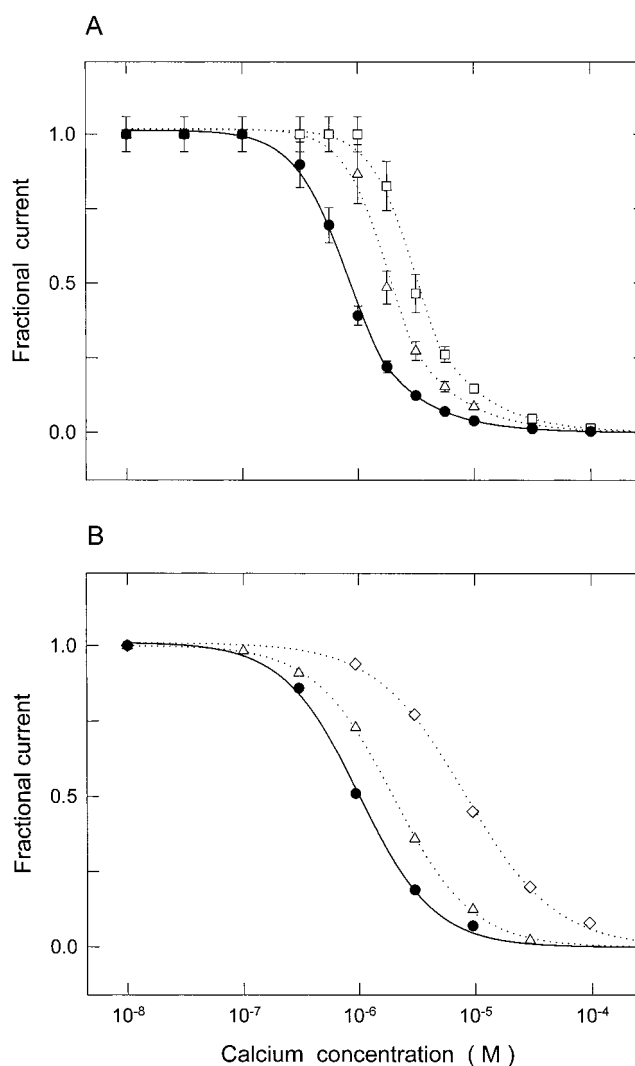 A
1.0
Fractional current
0.5
0.0
B
1.0
Fractional current
0.5
0.0
10⁻⁸ 10⁻⁷ 10⁻⁶ 10⁻⁵ 10⁻⁴
Calcium concentration ( M )